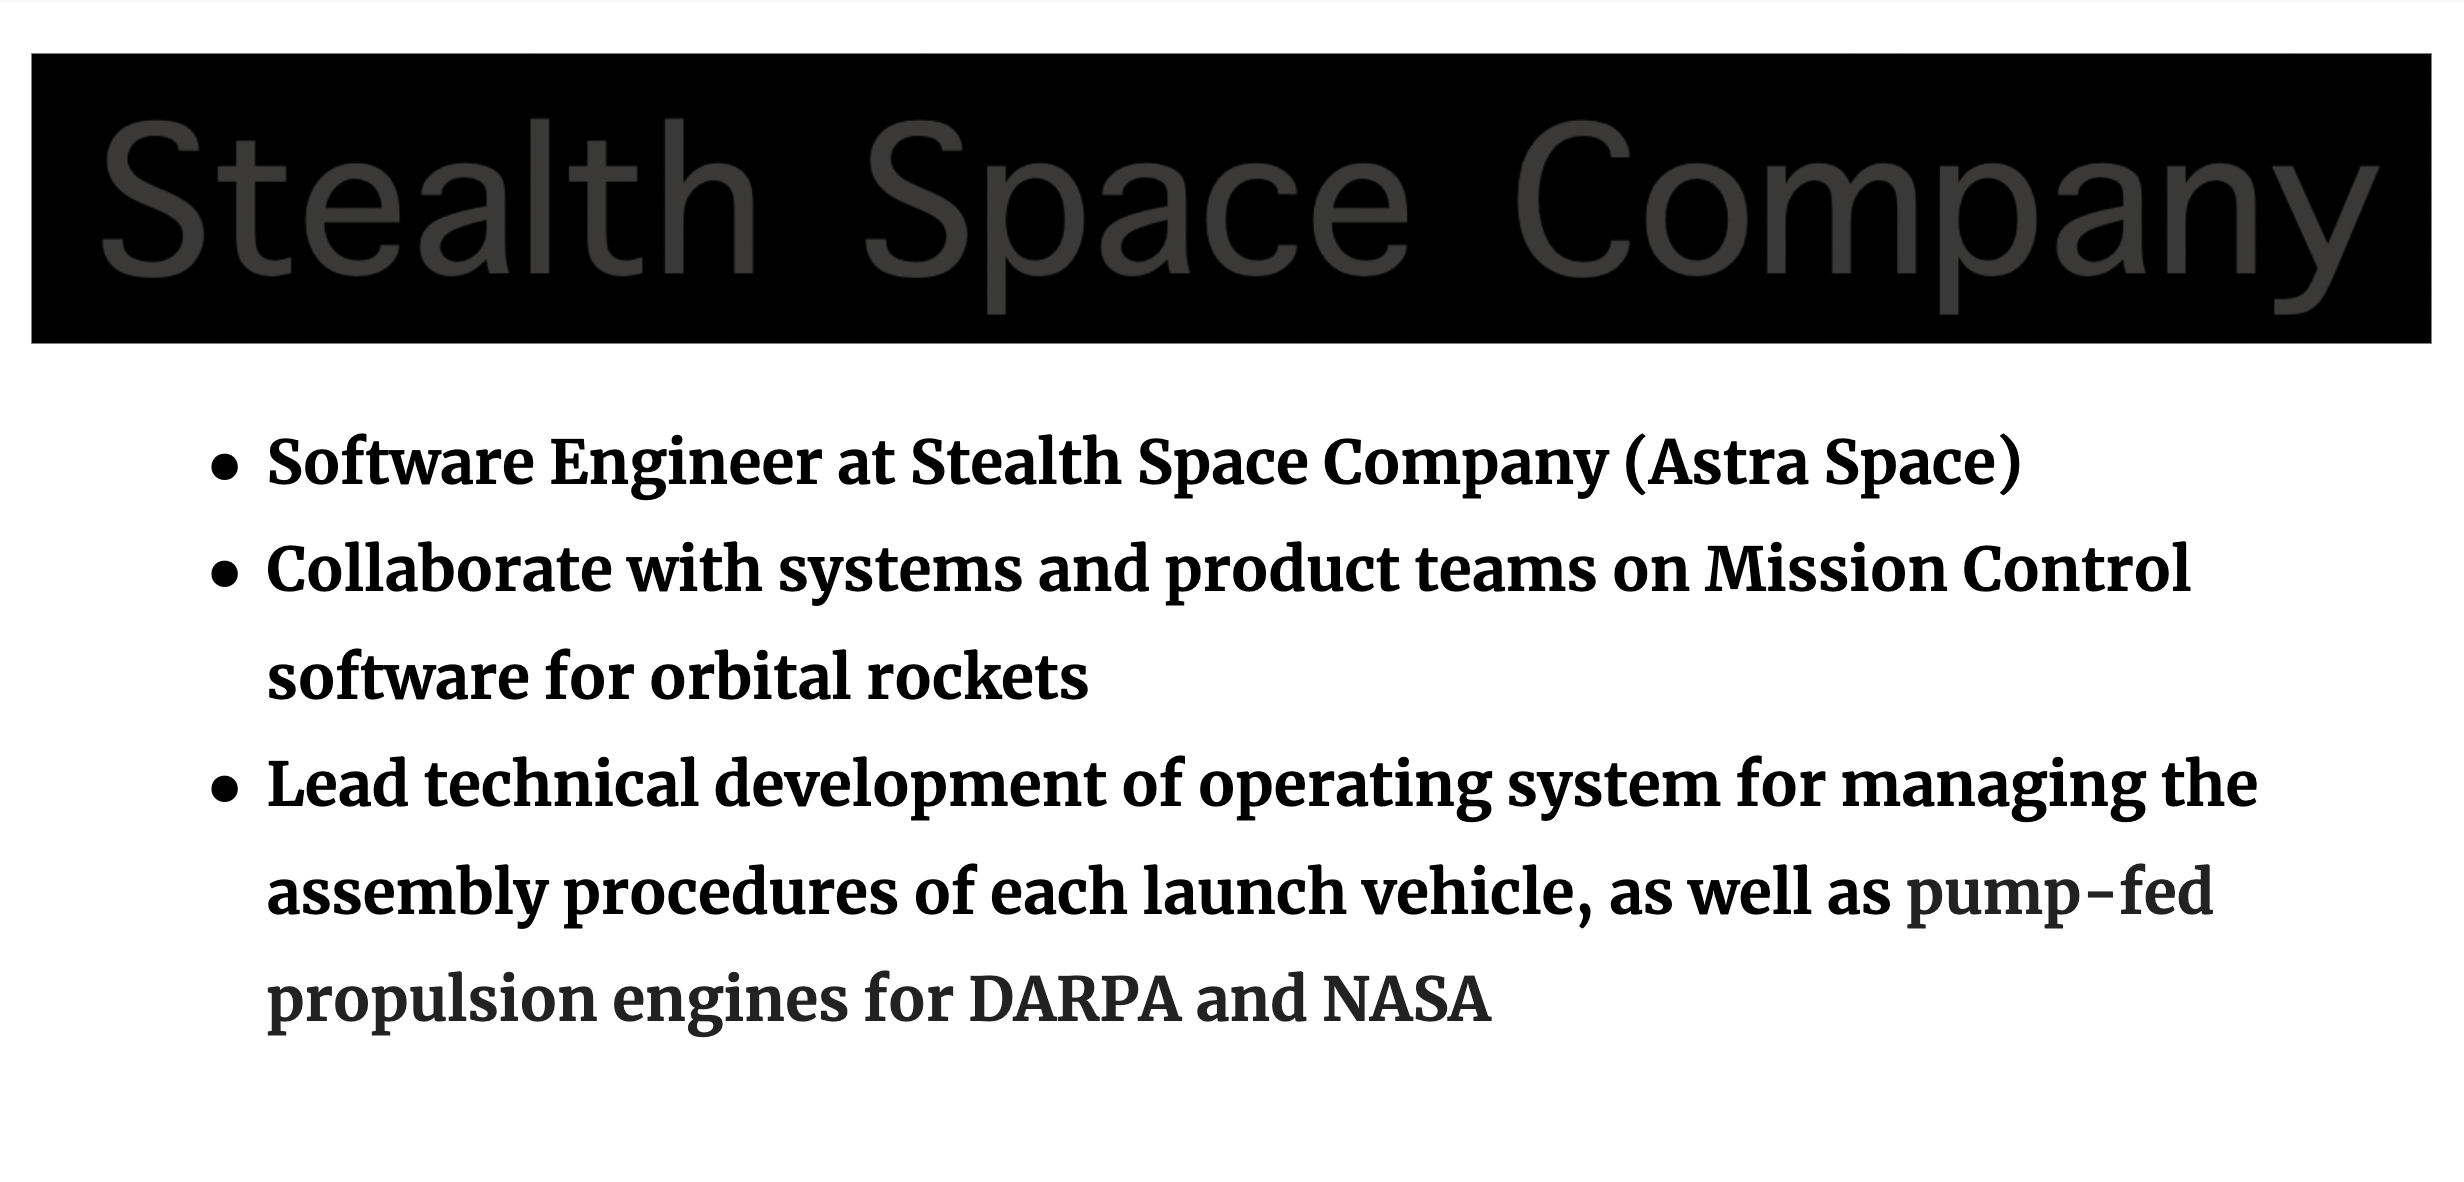 Stealth Space Company
● Software Engineer at Stealth Space Company (Astra Space)
● Collaborate with systems and product teams on Mission Control
software for orbital rockets
● Lead technical development of operating system for managing the
assembly procedures of each launch vehicle, as well as pump-fed
propulsion engines for DARPA and NASA